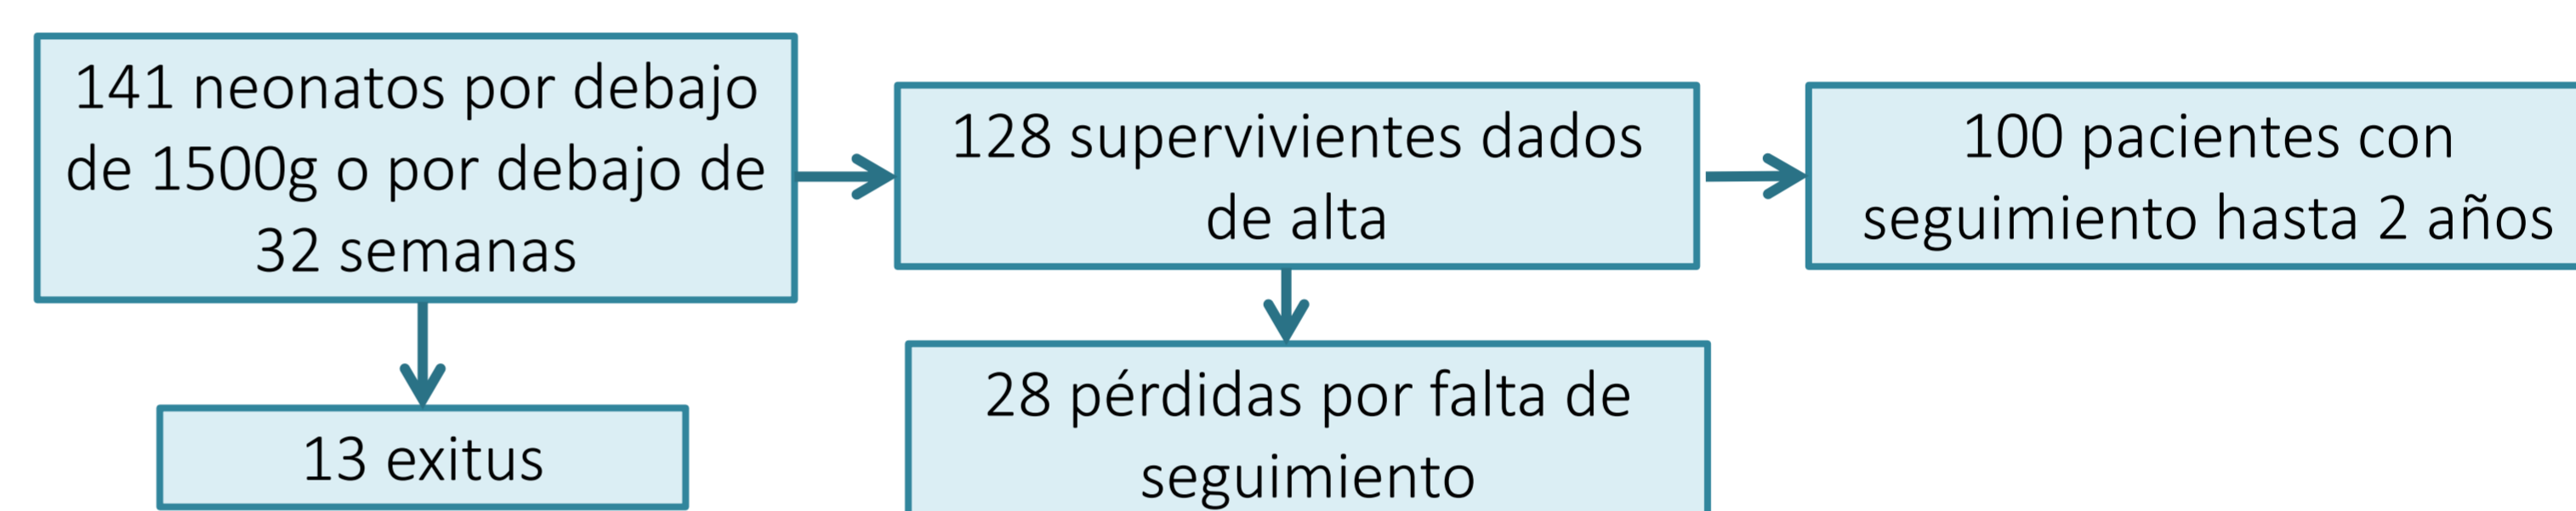 141 neonatos por debajo
de 1500g o por debajo de
32 semanas
128 supervivientes dados
de alta
100 pacientes con
seguimiento hasta 2 años
13 exitus
28 pérdidas por falta de
seguimiento